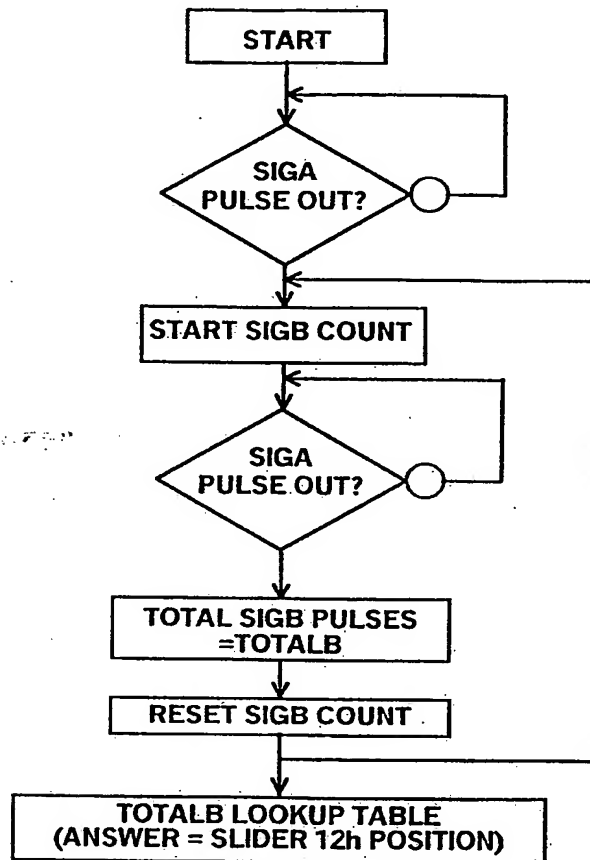 START
SIGA
PULSE OUT?
START SIGB COUNT
SIGA
PULSE OUT?
TOTAL SIGB PULSES
=TOTALB
RESET SIGB COUNT
TOTALB LOOKUP TABLE
(ANSWER = SLIDER 12h POSITION)